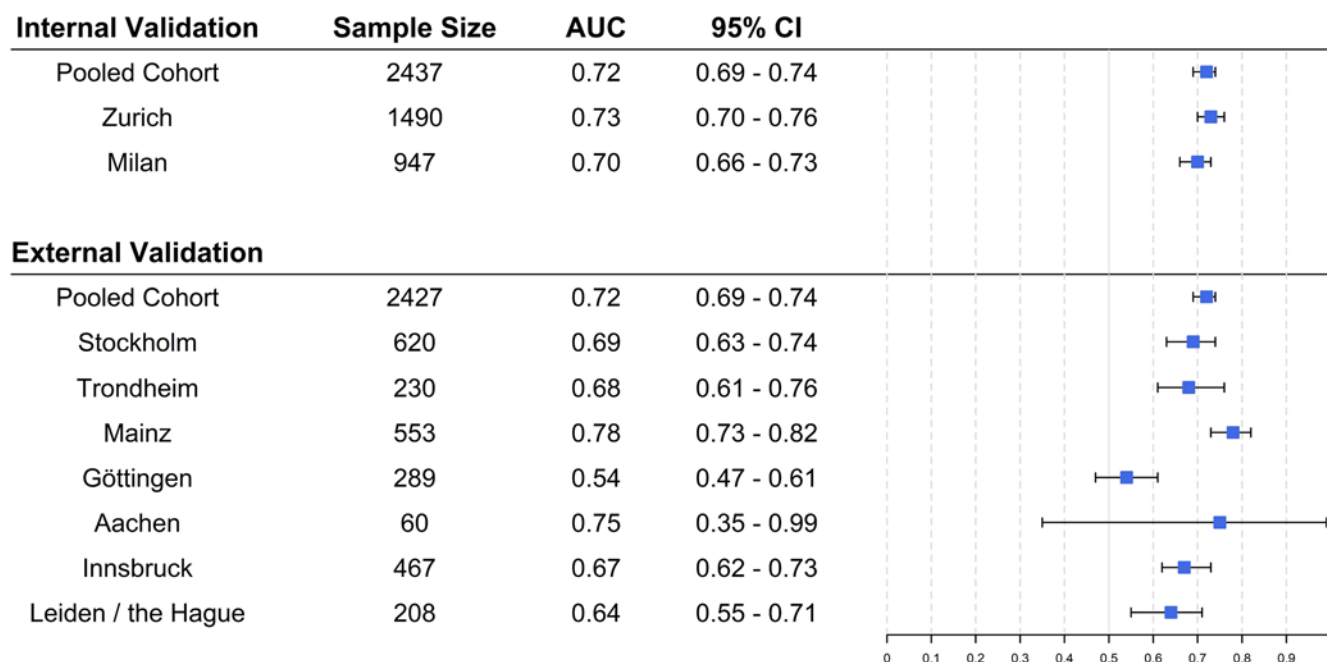 Internal Validation Sample Size AUC 95% CI
Pooled Cohort 2437 0.72 0.69 - 0.74
Zurich 1490 0.73 0.70 - 0.76
Milan 947 0.70 0.66 - 0.73
External Validation
Pooled Cohort 2427 0.72 0.69 - 0.74
Stockholm 620 0.69 0.63 - 0.74
Trondheim 230 0.68 0.61 - 0.76
Mainz 553 0.78 0.73 - 0.82
Göttingen 289 0.54 0.47 - 0.61
Aachen 60 0.75 0.35 - 0.99
Innsbruck 467 0.67 0.62 - 0.73
Leiden / the Hague 208 0.64 0.55 - 0.71
0 0.1 0.2 0.3 0.4 0.5 0.6 0.7 0.8 0.9